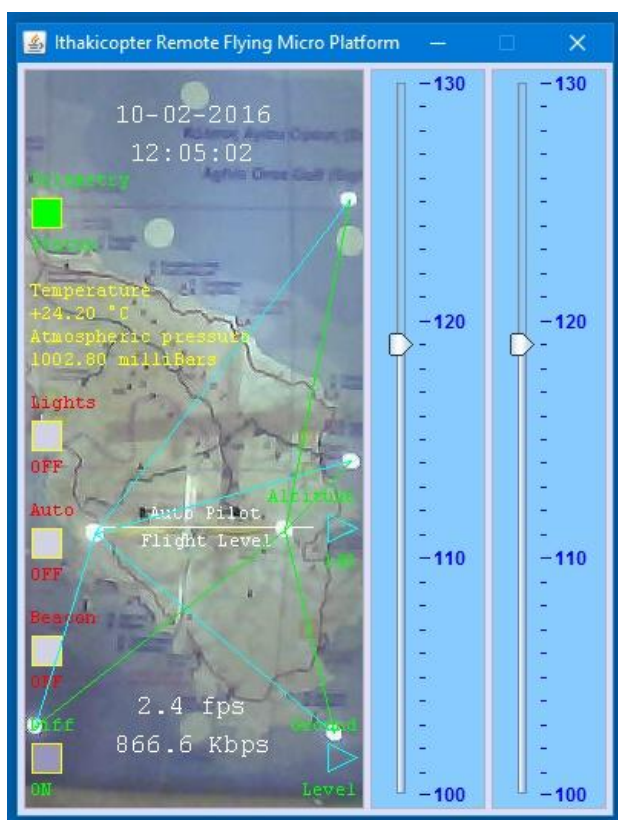 Ithakicopter Remote Flying Micro Platform
10-02-2016
12:05:02
Telemetry
Temperature
+24.20 °C
Atmospheric pressure
1002.80 milliBars
Lights
OFF
Auto
OFF
Beacon
OFF
Diff
ON
Altitude
Auto Pilot
Flight Level
2.4 fps
866.6 Kbps
Ground
Level
130
120
110
100
130
120
110
100